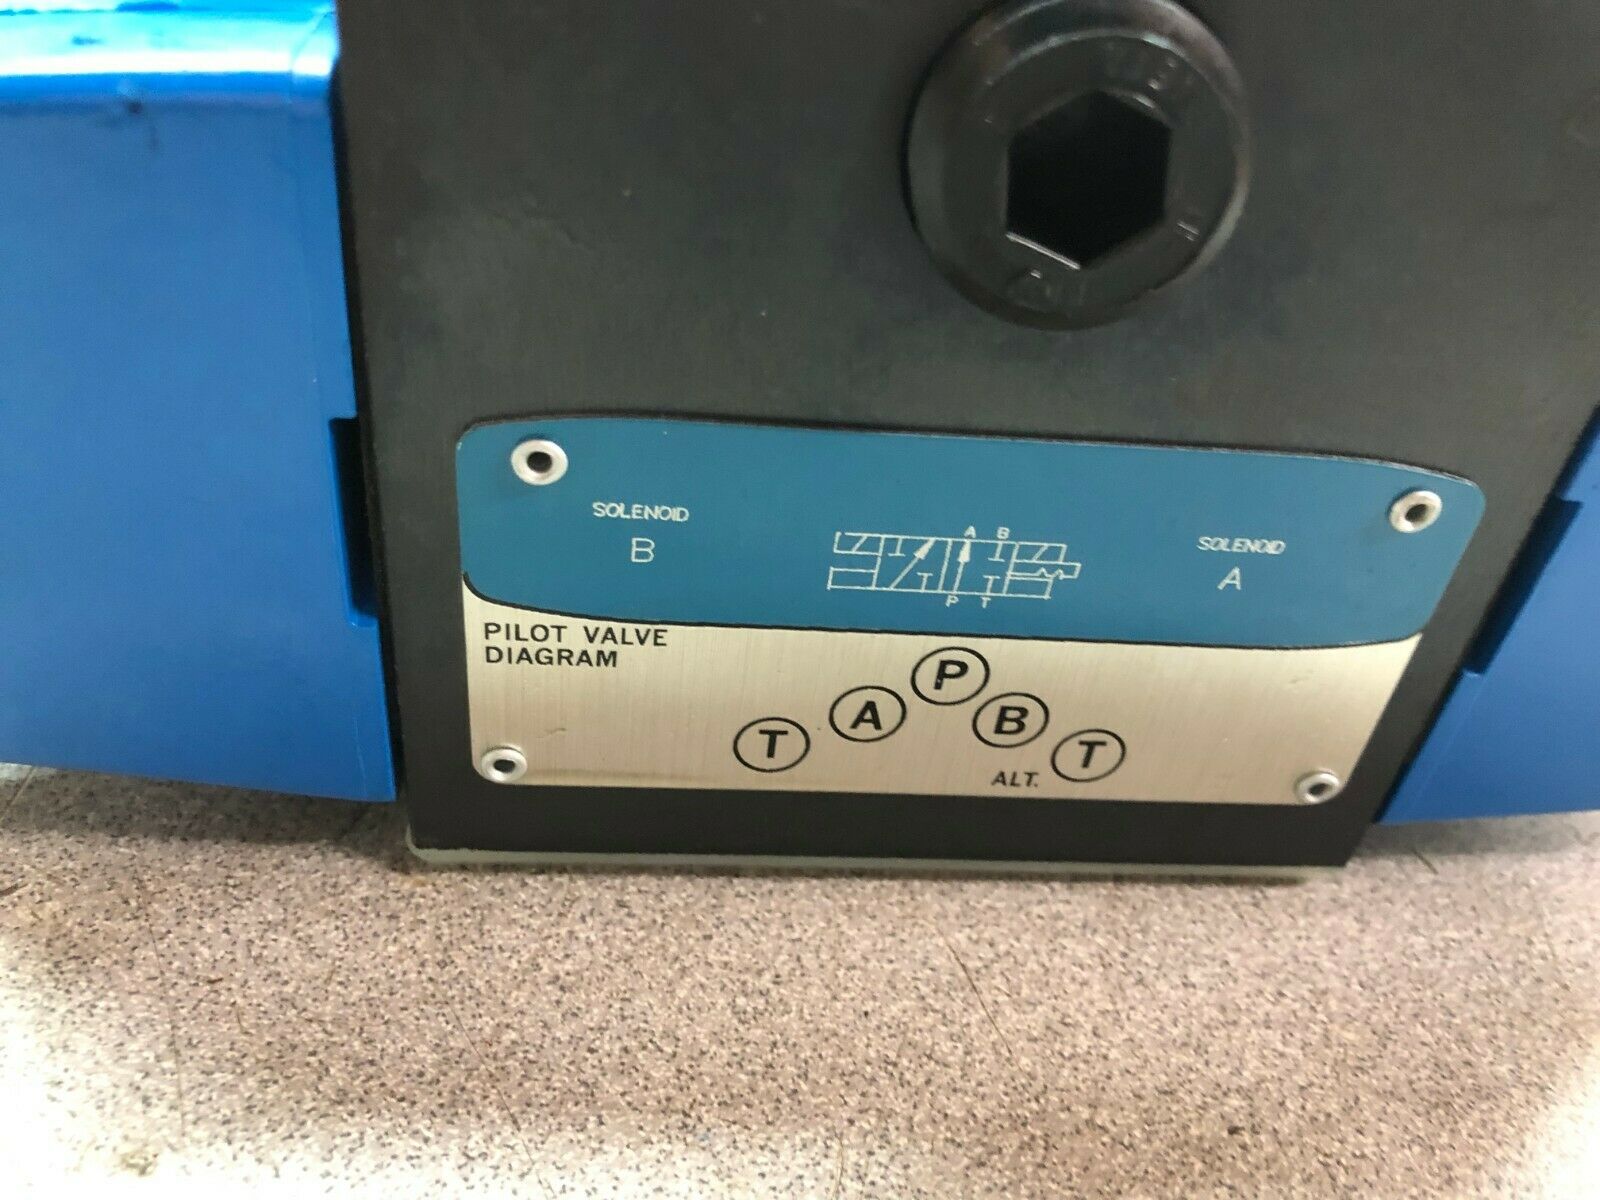 SOLENOID
B
A B
P T
SOLENOID
A
PILOT VALVE
DIAGRAM
P
A B
T T
ALT.